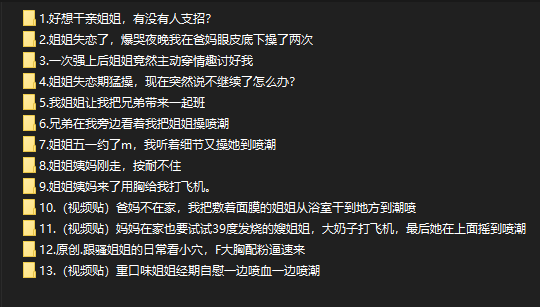 1.好想干亲姐姐，有没有人支招？
2.姐姐失恋了，爆哭夜晚我在爸妈眼皮底下操了两次
3.一次强上后姐姐竟然主动穿情趣讨好我
4.姐姐失恋期猛操，现在突然说不继续了怎么办？
5.我姐姐让我把兄弟带来一起班
6.兄弟在我旁边看着我把姐姐操喷潮
7.姐姐五一约了m，我听着细节又操她到喷潮
8.姐姐姨妈刚走，按耐不住
9.姐姐姨妈来了用胸给我打飞机。
10.（视频贴）爸妈不在家，我把敷着面膜的姐姐从浴室干到地方到潮喷
11.（视频贴）妈妈在家也要试试39度发烧的嫂姐姐，大奶子打飞机，最后她在上面摇到喷潮
12.原创.跟骚姐姐的日常看小穴，F大胸配粉逼速来
13.（视频贴）重口味姐姐经期自慰一边喷血一边喷潮